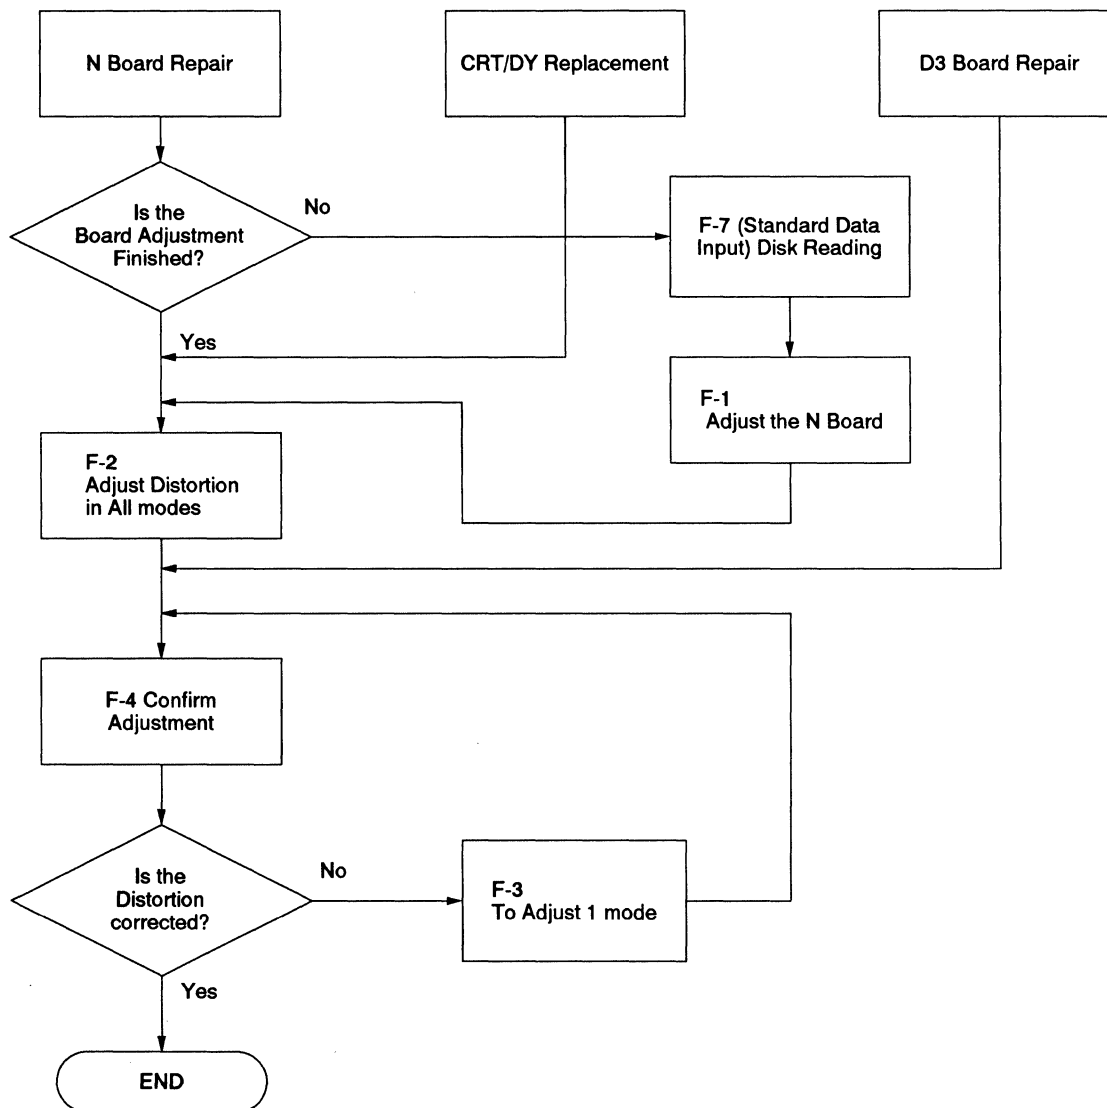 N Board Repair
CRT/DY Replacement
D3 Board Repair
Is the
Board Adjustment
Finished?
No
F-7 (Standard Data
Input) Disk Reading
Yes
F-1
Adjust the N Board
F-2
Adjust Distortion
in All modes
F-4 Confirm
Adjustment
Is the
Distortion
corrected?
No
F-3
To Adjust 1 mode
Yes
END